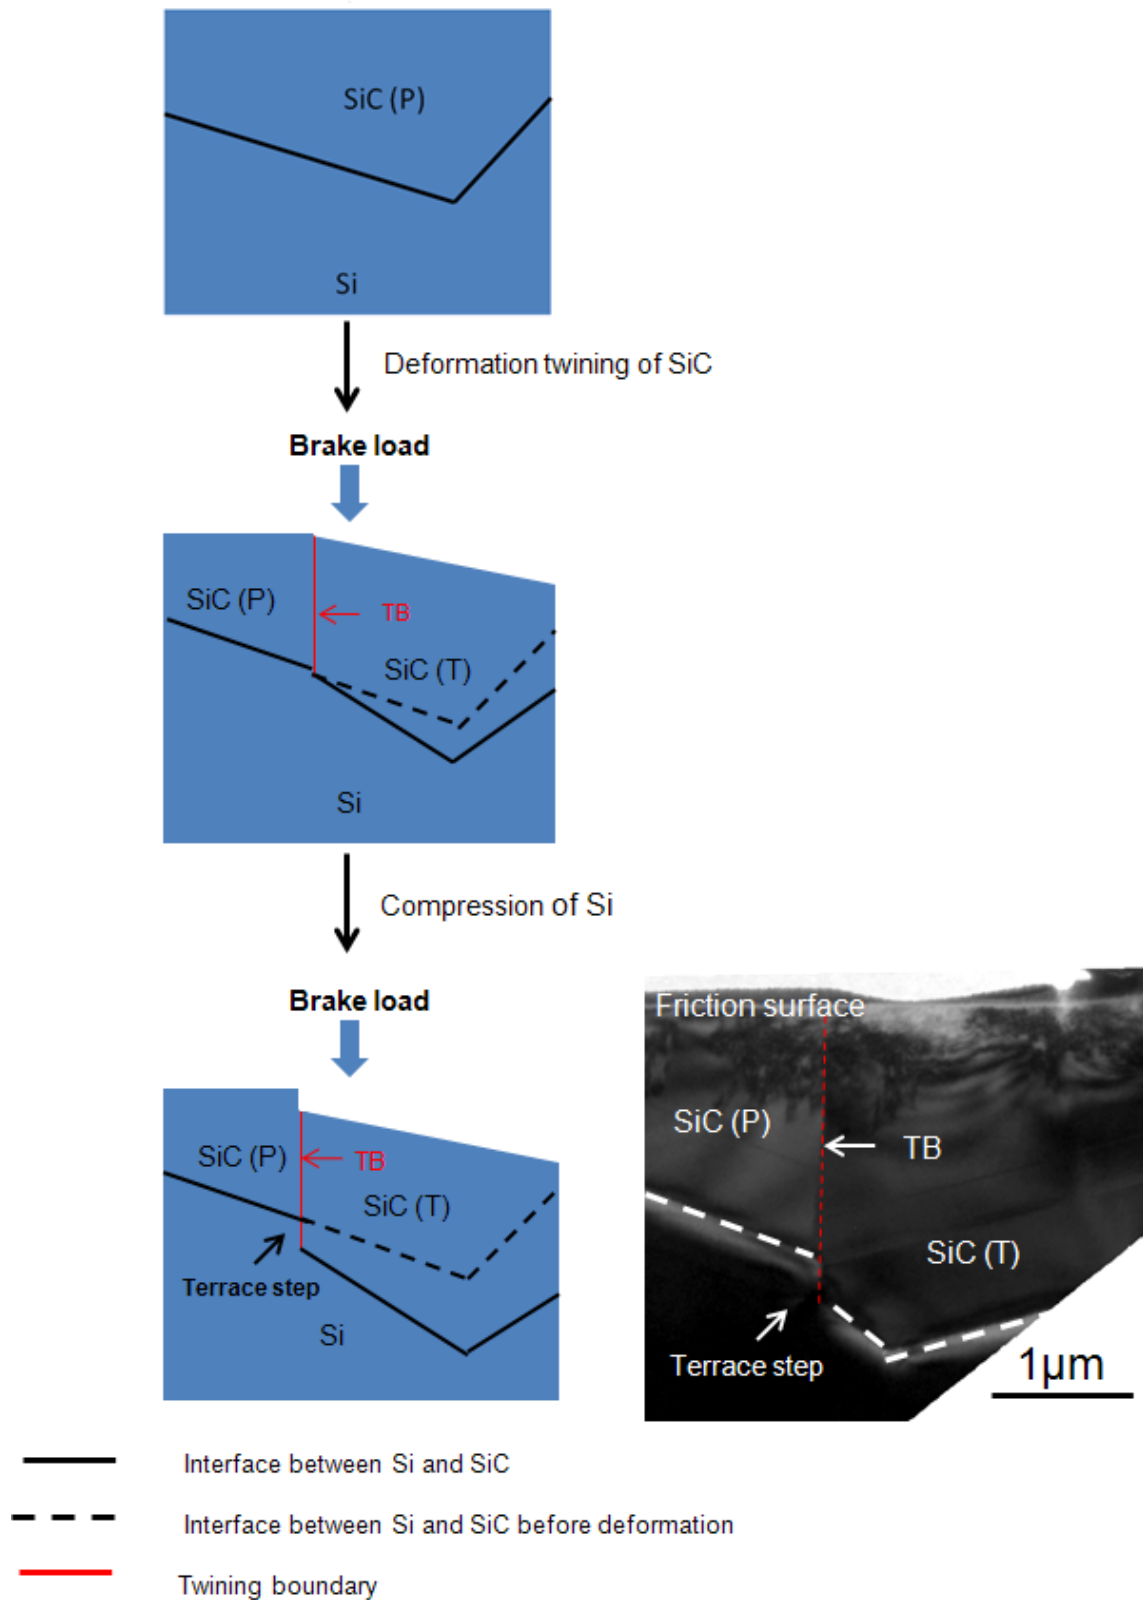 SiC (P)
Si
Deformation twining of SiC
Brake load
SiC (P)
TB
SiC (T)
Si
Compression of Si
Brake load
SiC (P)
TB
SiC (T)
Terrace step
Si
Friction surface
SiC (P)
TB
SiC (T)
Terrace step
1μm
Interface between Si and SiC
Interface between Si and SiC before deformation
Twining boundary